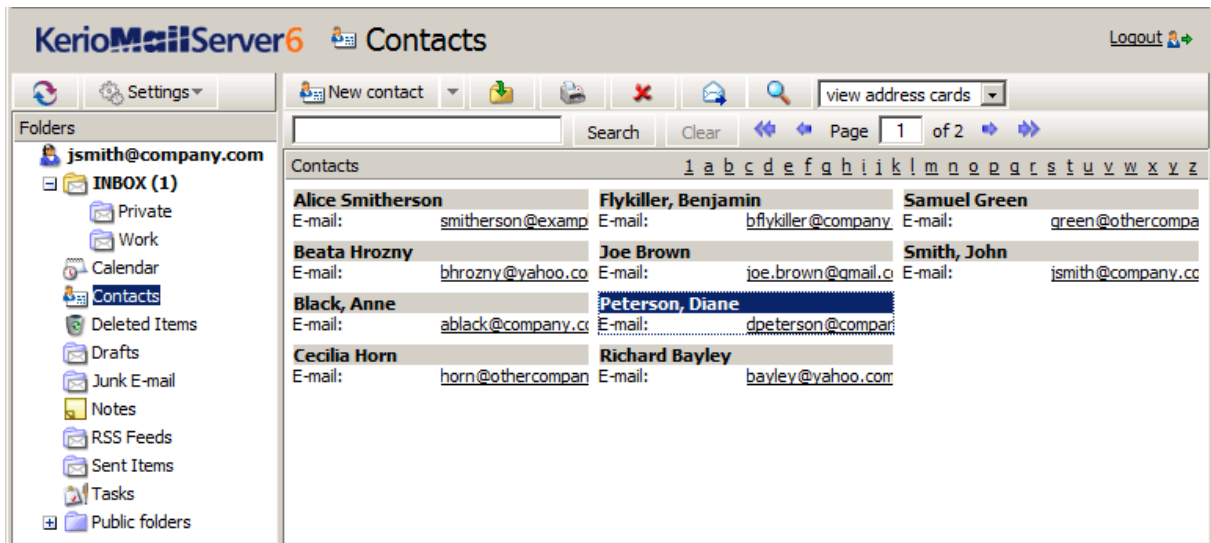 KerioMailServer6 Contacts Logout
Settings New contact view address cards
Folders Search Clear Page 1 of 2
jsmith@company.com
Contacts 1 a b c d e f g h i j k l m n o p q r s t u v w x y z
INBOX (1)
Private
Work
Calendar
Contacts
Deleted Items
Drafts
Junk E-mail
Notes
RSS Feeds
Sent Items
Tasks
Public folders
Alice Smitherson Flykiller, Benjamin Samuel Green
E-mail: smitherson@examp E-mail: bflykiller@company. E-mail: green@othercompa
Beata Hrozny Joe Brown Smith, John
E-mail: bhrozny@yahoo.co E-mail: joe.brown@gmail.c E-mail: jsmith@company.co
Black, Anne Peterson, Diane
E-mail: ablack@company.co E-mail: dpeterson@compar
Cecilia Horn Richard Bayley
E-mail: horn@othercompan E-mail: bayley@yahoo.com